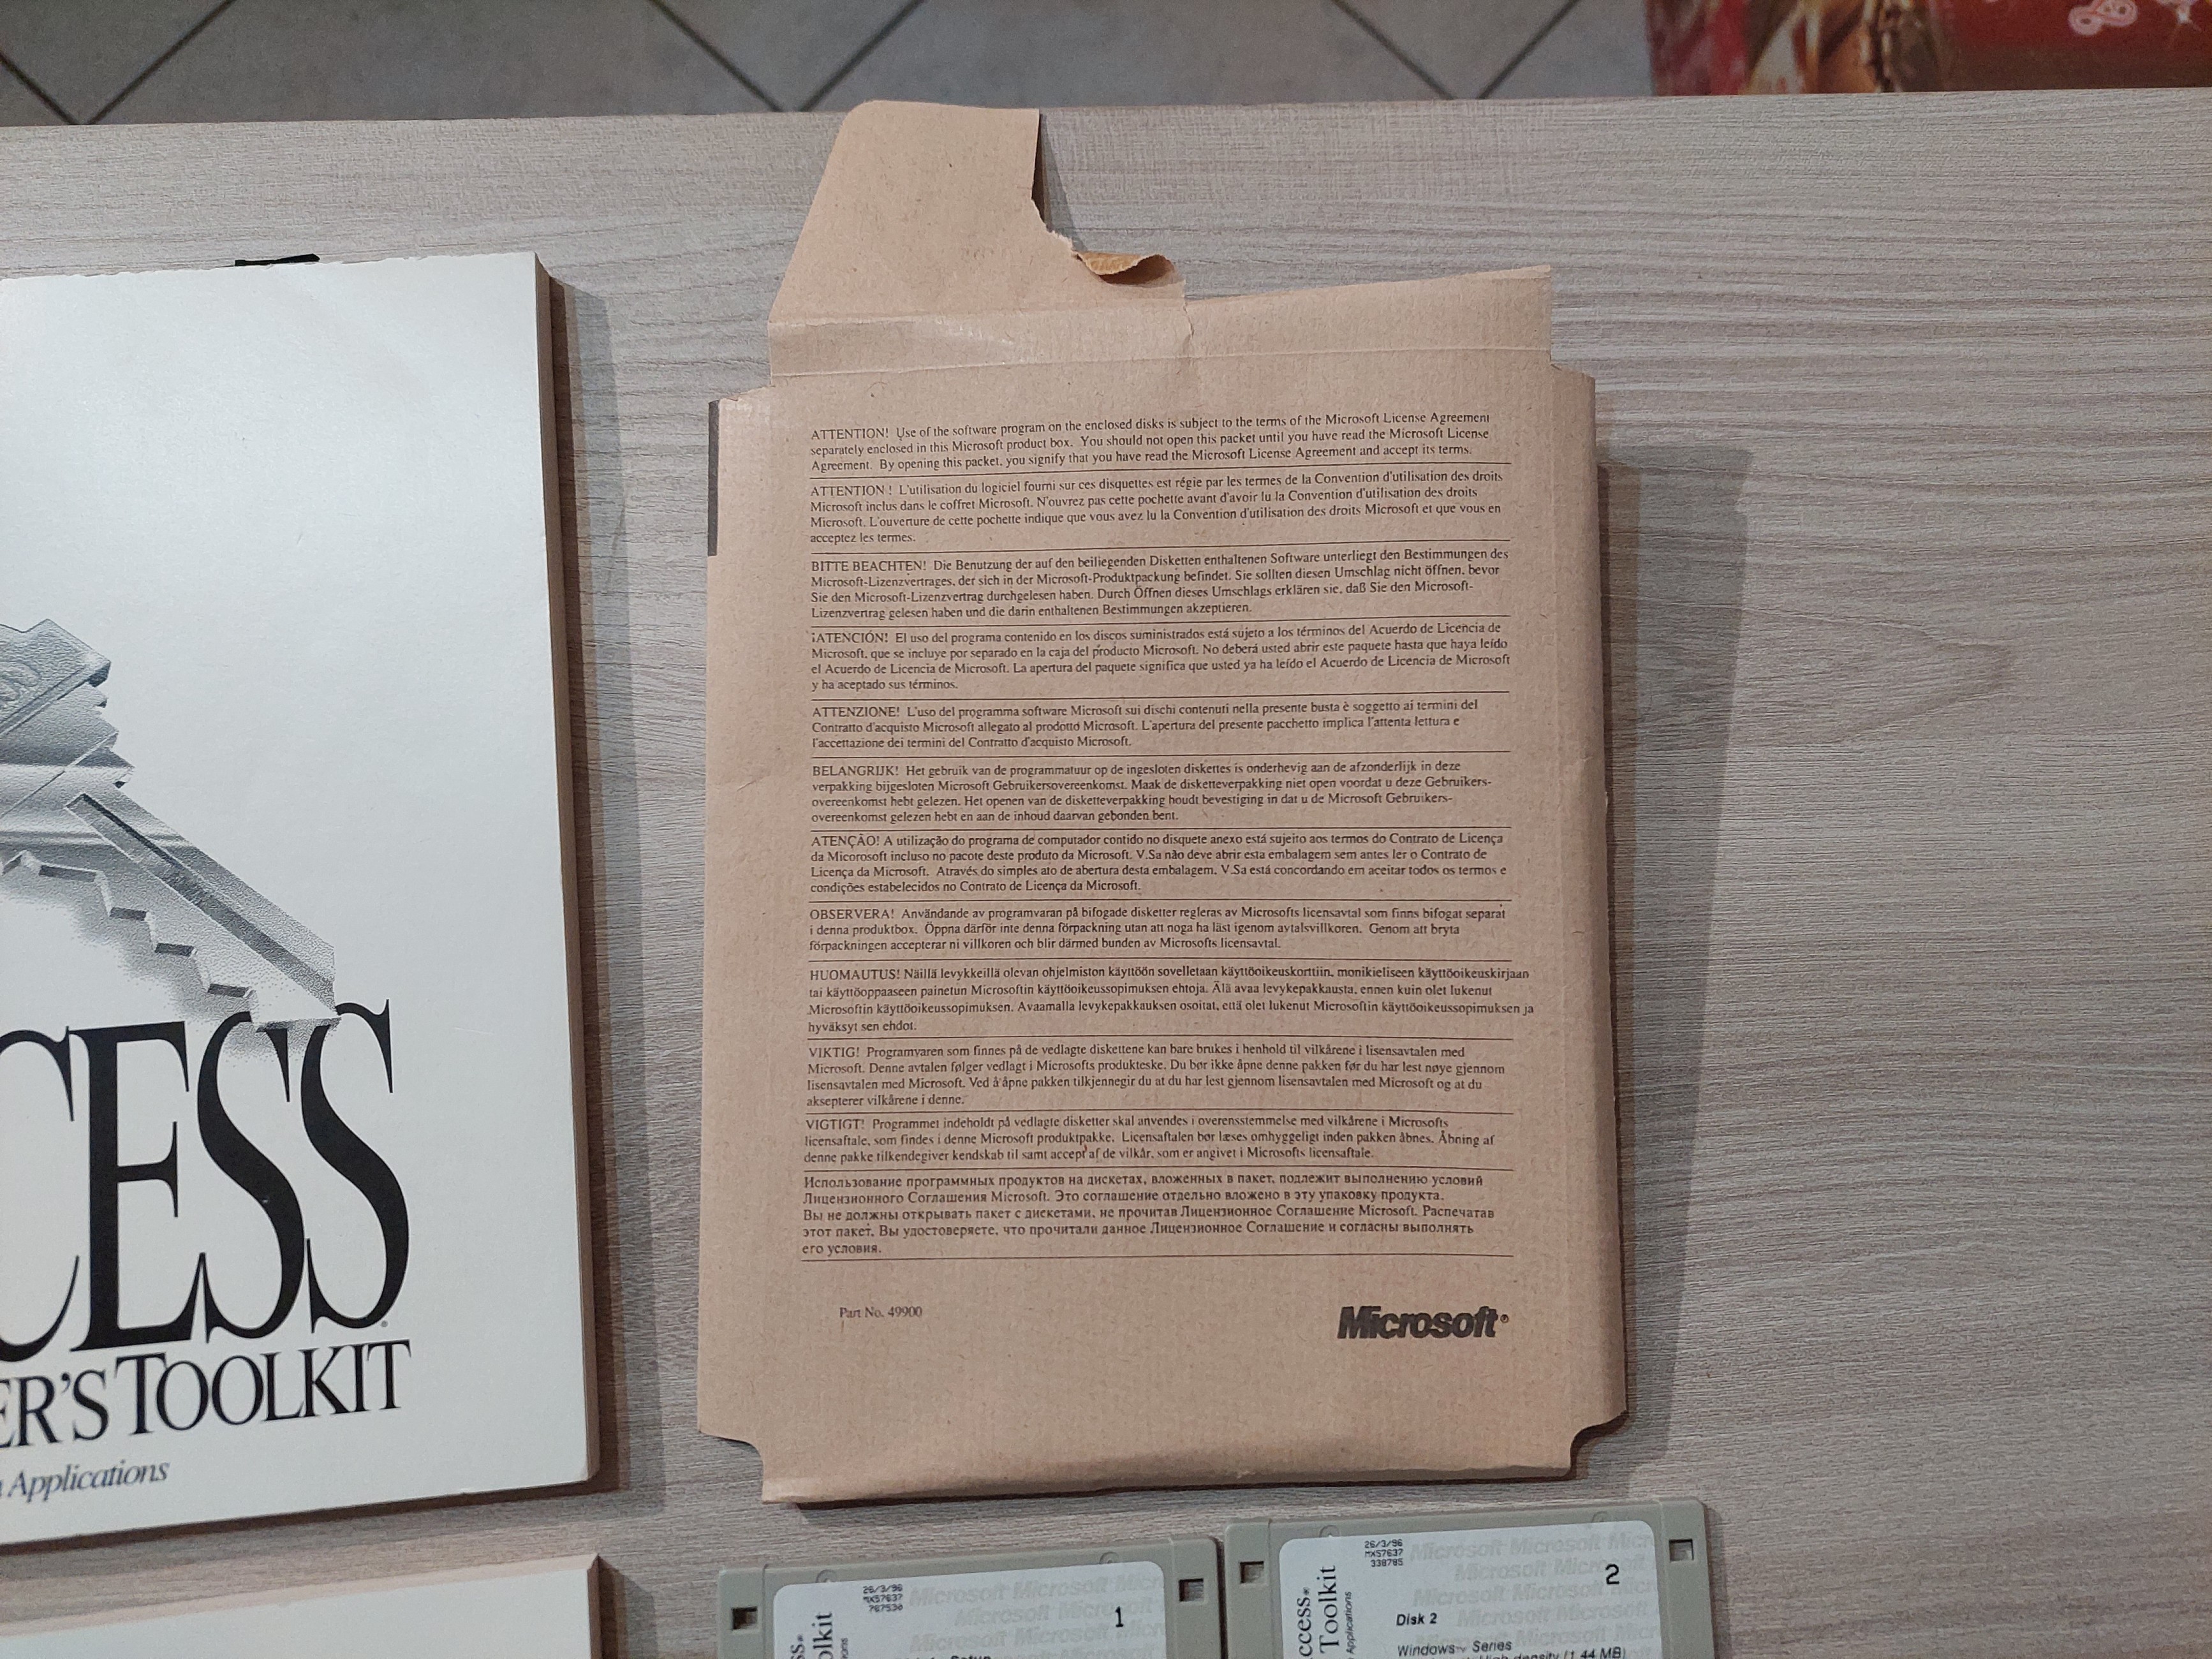 ATTENTION! Use of the software program on the enclosed disks is subject to the terms of the Microsoft License Agreement
separately enclosed in this Microsoft product box. You should not open this packet until you have read the Microsoft License
Agreement. By opening this packet, you signify that you have read the Microsoft License Agreement and accept its terms.
ATTENTION ! L'utilisation du logiciel fourni sur ces disquettes est régie par les termes de la Convention d'utilisation des droits
Microsoft inclus dans le coffret Microsoft. N'ouvrez pas cette pochette avant d'avoir lu la Convention d'utilisation des droits
Microsoft. L'ouverture de cette pochette indique que vous avez lu la Convention d'utilisation des droits Microsoft et que vous en
acceptez les termes.
BITTE BEACHTEN! Die Benutzung der auf den beiliegenden Disketten enthaltenen Software unterliegt den Bestimmungen des
Microsoft-Lizenzvertrages, der sich in der Microsoft-Produktpackung befindet. Sie sollten diesen Umschlag nicht öffnen, bevor
Sie den Microsoft-Lizenzvertrag durchgelesen haben. Durch Öffnen dieses Umschlags erklären sie, daß Sie den Microsoft-
Lizenzvertrag gelesen haben und die darin enthaltenen Bestimmungen akzeptieren.
¡ATENCIÓN! El uso del programa contenido en los discos suministrados está sujeto a los términos del Acuerdo de Licencia de
Microsoft, que se incluye por separado en la caja del producto Microsoft. No deberá usted abrir este paquete hasta que haya leído
el Acuerdo de Licencia de Microsoft. La apertura del paquete significa que usted ya ha leído el Acuerdo de Licencia de Microsoft
y ha aceptado sus términos.
ATTENZIONE! L'uso del programma software Microsoft sui dischi contenuti nella presente busta è soggetto ai termini del
Contratto d'acquisto Microsoft allegato al prodotto Microsoft. L'apertura del presente pacchetto implica l'attenta lettura e
l'accettazione dei termini del Contratto d'acquisto Microsoft.
BELANGRIJK! Het gebruik van de programmatuur op de ingesloten diskettes is onderhevig aan de afzonderlijk in deze
verpakking bijgesloten Microsoft Gebruikersovereenkomst. Maak de disketteverpakking niet open voordat u deze Gebruikers-
overeenkomst hebt gelezen. Het openen van de disketteverpakking houdt bevestiging in dat u de Microsoft Gebruikers-
overeenkomst gelezen hebt en aan de inhoud daarvan gebonden bent.
ATENÇÃO! A utilização do programa de computador contido no disquete anexo está sujeito aos termos do Contrato de Licença
da Micorosoft incluso no pacote deste produto da Microsoft. V.Sa não deve abrir esta embalagem sem antes ler o Contrato de
Licença da Microsoft. Através do simples ato de abertura desta embalagem, V.Sa está concordando em aceitar todos os termos e
condições estabelecidos no Contrato de Licença da Microsoft.
OBSERVERA! Användande av programvaran på bifogade disketter regleras av Microsofts licensavtal som finns bifogat separat
i denna produktbox. Öppna därför inte denna förpackning utan att noga ha läst igenom avtalsvillkoren. Genom att bryta
förpackningen accepterar ni villkoren och blir därmed bunden av Microsofts licensavtal.
HUOMAUTUS! Näillä levykkeillä olevan ohjelmiston käyttöön sovelletaan käyttöoikeuskorttiin, monikieliseen käyttöoikeuskirjaan
tai käyttöoppaaseen painetun Microsoftin käyttöoikeussopimuksen ehtoja. Älä avaa levykepakkausta, ennen kuin olet lukenut
Microsoftin käyttöoikeussopimuksen. Avaamalla levykepakkauksen osoitat, että olet lukenut Microsoftin käyttöoikeussopimuksen ja
hyväksyt sen ehdot.
VIKTIG! Programvaren som finnes på de vedlagte diskettene kan bare brukes i henhold til vilkårene i lisensavtalen med
Microsoft. Denne avtalen følger vedlagt i Microsofts produkteske. Du bør ikke åpne denne pakken før du har lest nøye gjennom
lisensavtalen med Microsoft. Ved å åpne pakken tilkjennegir du at du har lest gjennom lisensavtalen med Microsoft og at du
aksepterer vilkårene i denne.
VIGTIGT! Programmet indeholdt på vedlagte disketter skal anvendes i overensstemmelse med vilkårene i Microsofts
licensaftale, som findes i denne Microsoft produktpakke. Licensaftalen bør læses omhyggeligt inden pakken åbnes. Åbning af
denne pakke tilkendegiver kendskab til samt accept af de vilkår, som er angivet i Microsofts licensaftale.
Использование программных продуктов на дискетах, вложенных в пакет, подлежит выполнению условий
Лицензионного Соглашения Microsoft. Это соглашение отдельно вложено в эту упаковку продукта.
Вы не должны открывать пакет с дискетами, не прочитав Лицензионное Соглашение Microsoft. Распечатав
этот пакет, Вы удостоверяете, что прочитали данное Лицензионное Соглашение и согласны выполнять
его условия.
Part No. 49900
Microsoft®
CESS
ER'S TOOLKIT
Applications
26/3/96
MX57637
787530
Microsoft Microsoft Micr
1
olkit
26/3/96
MX57637
338785
Microsoft Microsoft Micr
2
ccess®
Toolkit
Applications
Disk 2
Windows™ Series
High density (1.44 MB)